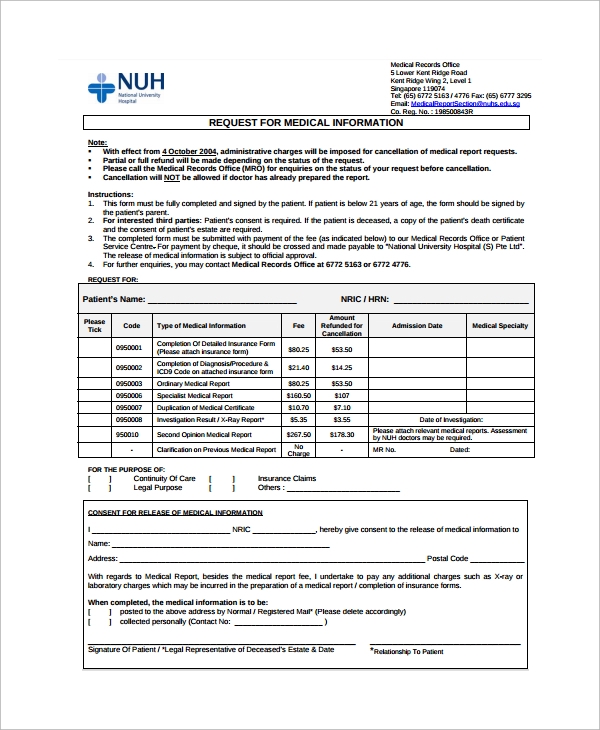 NUH
National University
Hospital
Medical Records Office
5 Lower Kent Ridge Road
Kent Ridge Wing 2, Level 1
Singapore 119074
Tel: (65) 6772 5163 / 4776 Fax: (65) 6777 3295
Email: MedicalReportSection@nuhs.edu.sg
Co. Reg. No. : 198500843R
REQUEST FOR MEDICAL INFORMATION
Note:
▪ With effect from 4 October 2004, administrative charges will be imposed for cancellation of medical report requests.
▪ Partial or full refund will be made depending on the status of the request.
▪ Please call the Medical Records Office (MRO) for enquiries on the status of your request before cancellation.
▪ Cancellation will NOT be allowed if doctor has already prepared the report.
Instructions:
1. This form must be fully completed and signed by the patient. If patient is below 21 years of age, the form should be signed by
the patient's parent.
2. For interested third parties: Patient's consent is required. If the patient is deceased, a copy of the patient's death certificate
and the consent of patient's estate are required.
3. The completed form must be submitted with payment of the fee (as indicated below) to our Medical Records Office or Patient
Service Centre. For payment by cheque, it should be crossed and made payable to "National University Hospital (S) Pte Ltd".
The release of medical information is subject to official approval.
4. For further enquiries, you may contact Medical Records Office at 6772 5163 or 6772 4776.
REQUEST FOR:
Patient's Name: ______________________________ NRIC / HRN: ___________________________
Please Tick Code Type of Medical Information Fee Amount Refunded for Cancellation Admission Date Medical Specialty
0950001 Completion Of Detailed Insurance Form (Please attach insurance form) $80.25 $53.50
0950002 Completion of Diagnosis/Procedure & ICD9 Code on attached insurance form $21.40 $14.25
0950003 Ordinary Medical Report $80.25 $53.50
0950006 Specialist Medical Report $160.50 $107
0950007 Duplication of Medical Certificate $10.70 $7.10
0950008 Investigation Result / X-Ray Report* $5.35 $3.55 Date of Investigation:
950010 Second Opinion Medical Report $267.50 $178.30 Please attach relevant medical reports. Assessment by NUH doctors may be required.
- Clarification on Previous Medical Report No Charge - MR No. Dated:
FOR THE PURPOSE OF:
[ ] Continuity Of Care [ ] Insurance Claims
[ ] Legal Purpose [ ] Others : ___________________________
CONSENT FOR RELEASE OF MEDICAL INFORMATION
I _________________________________ NRIC _______________, hereby give consent to the release of medical information to
Name: ____________________________________________________
Address: ____________________________________________________ Postal Code _____________
With regards to Medical Report, besides the medical report fee, I undertake to pay any additional charges such as X-ray or
laboratory charges which may be incurred in the preparation of a medical report / completion of insurance forms.
When completed, the medical information is to be:
[ ] posted to the above address by Normal / Registered Mail* (Please delete accordingly)
[ ] collected personally (Contact No: _____________________ )
Signature Of Patient / *Legal Representative of Deceased's Estate & Date
*Relationship To Patient